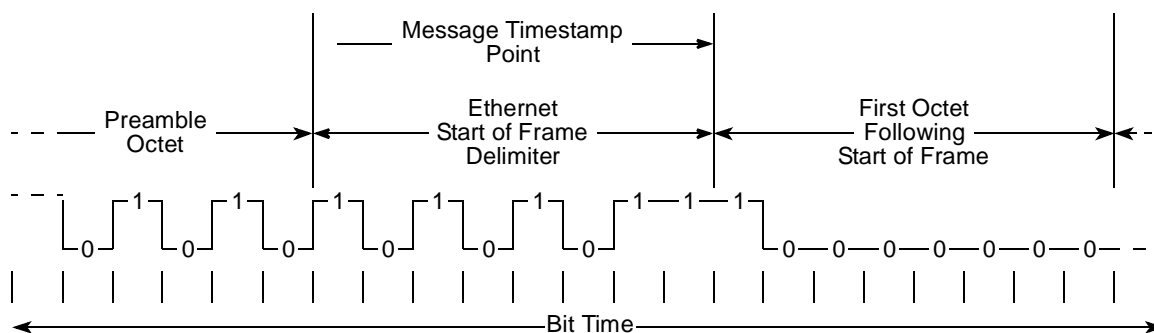 Message Timestamp
Point
Preamble
Octet
Ethernet
Start of Frame
Delimiter
First Octet
Following
Start of Frame
0 1 0 1 0 1 0 1 0 1 0 1 1 1 0 0 0 0 0 0 0
Bit Time